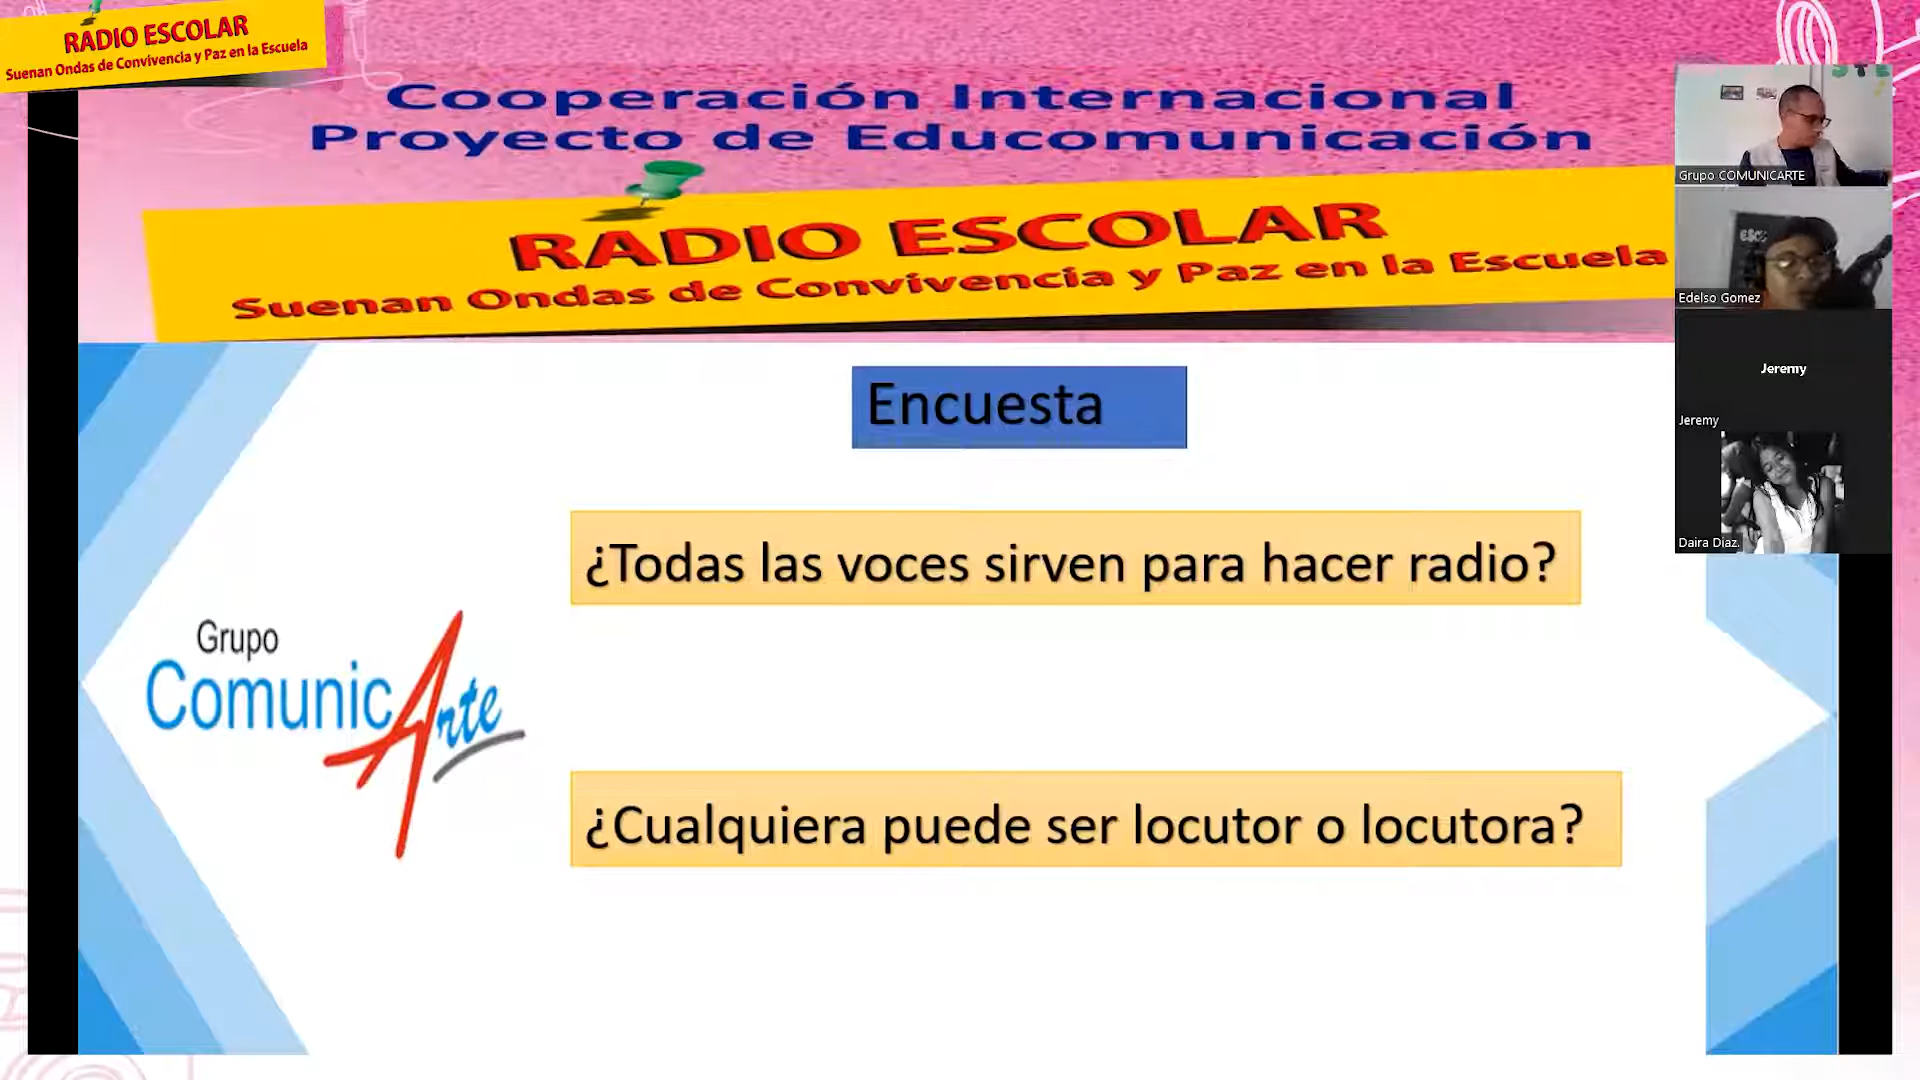 RADIO ESCOLAR
Suenan Ondas de Convivencia y Paz en la Escuela
Cooperación Internacional
Proyecto de Educomunicación
RADIO ESCOLAR
Suenan Ondas de Convivencia y Paz en la Escuela
Encuesta
¿Todas las voces sirven para hacer radio?
Grupo
ComunicArte
¿Cualquiera puede ser locutor o locutora?
Grupo COMUNICARTE
Edelso Gomez
Jeremy
Jeremy
Daira Diaz.